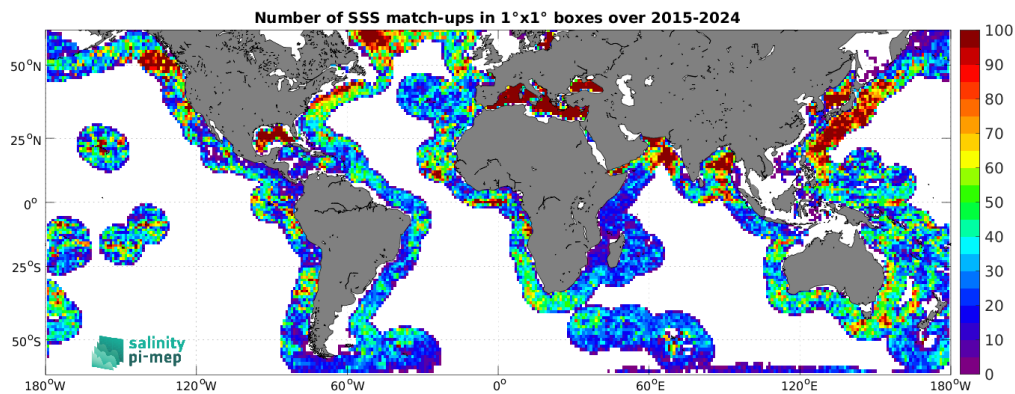 Number of SSS match-ups in 1°x1° boxes over 2015-2024
50°N
25°N
0°
25°S
50°S
180°W
120°W
60°W
0°
60°E
120°E
180°W
100
90
80
70
60
50
40
30
20
10
0
salinity
pi-mep